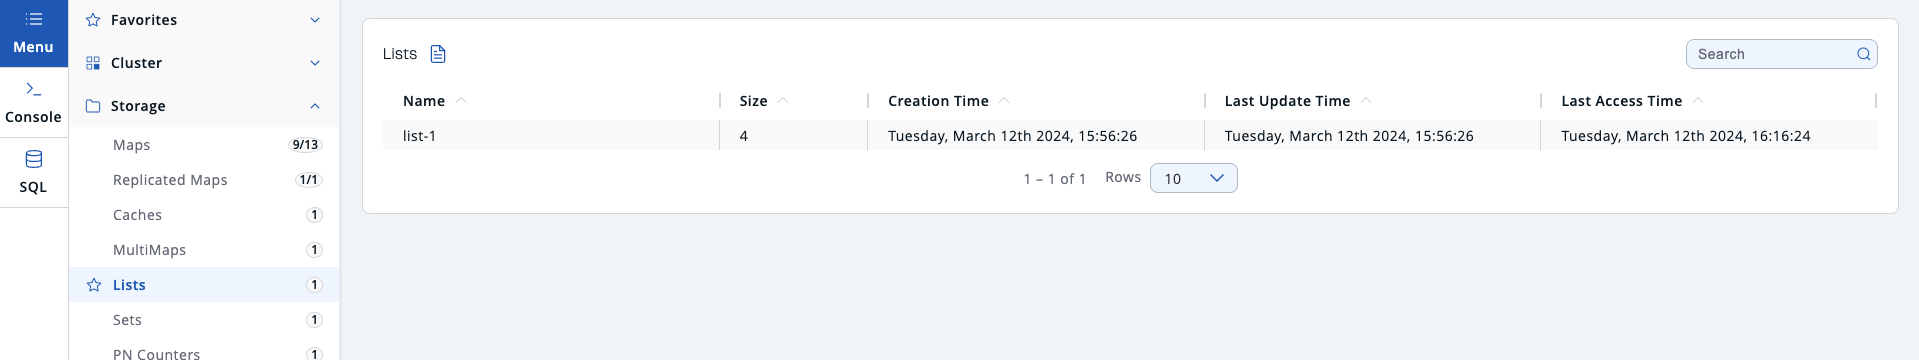 Menu
Console
SQL
Favorites
Cluster
Storage
Maps 9/13
Replicated Maps 1/1
Caches 1
MultiMaps 1
Lists 1
Sets 1
PN Counters 1
Lists
Search
Name Size Creation Time Last Update Time Last Access Time
list-1 4 Tuesday, March 12th 2024, 15:56:26 Tuesday, March 12th 2024, 15:56:26 Tuesday, March 12th 2024, 16:16:24
1 – 1 of 1 Rows 10